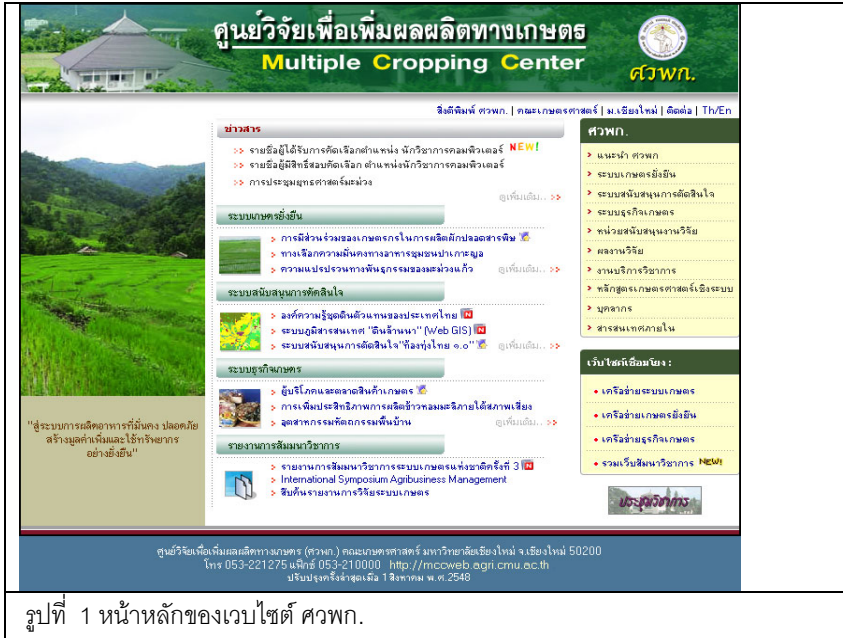 ศูนย์วิจัยเพื่อเพิ่มผลผลิตทางเกษตร
Multiple Cropping Center
ศวพก.
สิ่งตีพิมพ์ ศวพก. | คณะเกษตรศาสตร์ | ม.เชียงใหม่ | ติดต่อ | Th/En
ข่าวสาร
>> รายชื่อผู้ได้รับการคัดเลือกตำแหน่ง นักวิชาการคอมพิวเตอร์ NEW!
>> รายชื่อผู้มีสิทธิ์สอบคัดเลือก ตำแหน่งนักวิชาการคอมพิวเตอร์
>> การประชุมยุทธศาสตร์มะม่วง
ดูเพิ่มเติม.. >>
ระบบเกษตรยั่งยืน
> การมีส่วนร่วมของเกษตรกรในการผลิตผักปลอดสารพิษ
> ทางเลือกความมั่นคงทางอาหารชุมชนปาเกาะญอ
> ความแปรปรวนทางพันธุกรรมของมะม่วงแก้ว ดูเพิ่มเติม.. >>
ระบบสนับสนุนการตัดสินใจ
> องค์ความรู้ชุดดินตัวแทนของประเทศไทย N
> ระบบภูมิสารสนเทศ "ดินล้านนา" (Web GIS) N
> ระบบสนับสนุนการตัดสินใจ"ท้องทุ่งไทย ๑.๐" ดูเพิ่มเติม.. >>
ระบบธุรกิจเกษตร
> ผู้บริโภคและตลาดสินค้าเกษตร
> การเพิ่มประสิทธิภาพการผลิตข้าวหอมมะลิภายใต้สภาพเสี่ยง
> อุตสาหกรรมหัตถกรรมพื้นบ้าน ดูเพิ่มเติม.. >>
รายงานการสัมมนาวิชาการ
> รายงานการสัมมนาวิชาการระบบเกษตรแห่งชาติครั้งที่ 3 N
> International Symposium Agribusiness Management
> สืบค้นรายงานการวิจัยระบบเกษตร
ศวพก.
> แนะนำ ศวพก
> ระบบเกษตรยั่งยืน
> ระบบสนับสนุนการตัดสินใจ
> ระบบธุรกิจเกษตร
> หน่วยสนับสนุนงานวิจัย
> ผลงานวิจัย
> งานบริการวิชาการ
> หลักสูตรเกษตรศาสตร์เชิงระบบ
> บุคลากร
> สารสนเทศภายใน
เว็บไซต์เชื่อมโยง :
• เครือข่ายระบบเกษตร
• เครือข่ายเกษตรยั่งยืน
• เครือข่ายธุรกิจเกษตร
• รวมเว็บสัมนาวิชาการ NEW!
ประชุมวิชาการ
"สู่ระบบการผลิตอาหารที่มั่นคง ปลอดภัย
สร้างมูลค่าเพิ่มและใช้ทรัพยากร
อย่างยั่งยืน"
ศูนย์วิจัยเพื่อเพิ่มผลผลิตทางเกษตร (ศวพก.) คณะเกษตรศาสตร์ มหาวิทยาลัยเชียงใหม่ จ.เชียงใหม่ 50200
โทร 053-221275 แฟ็กซ์ 053-210000 http://mccweb.agri.cmu.ac.th
ปรับปรุงครั้งล่าสุดเมื่อ 1 สิงหาคม พ.ศ.2548
รูปที่ 1 หน้าหลักของเวบไซต์ ศวพก.